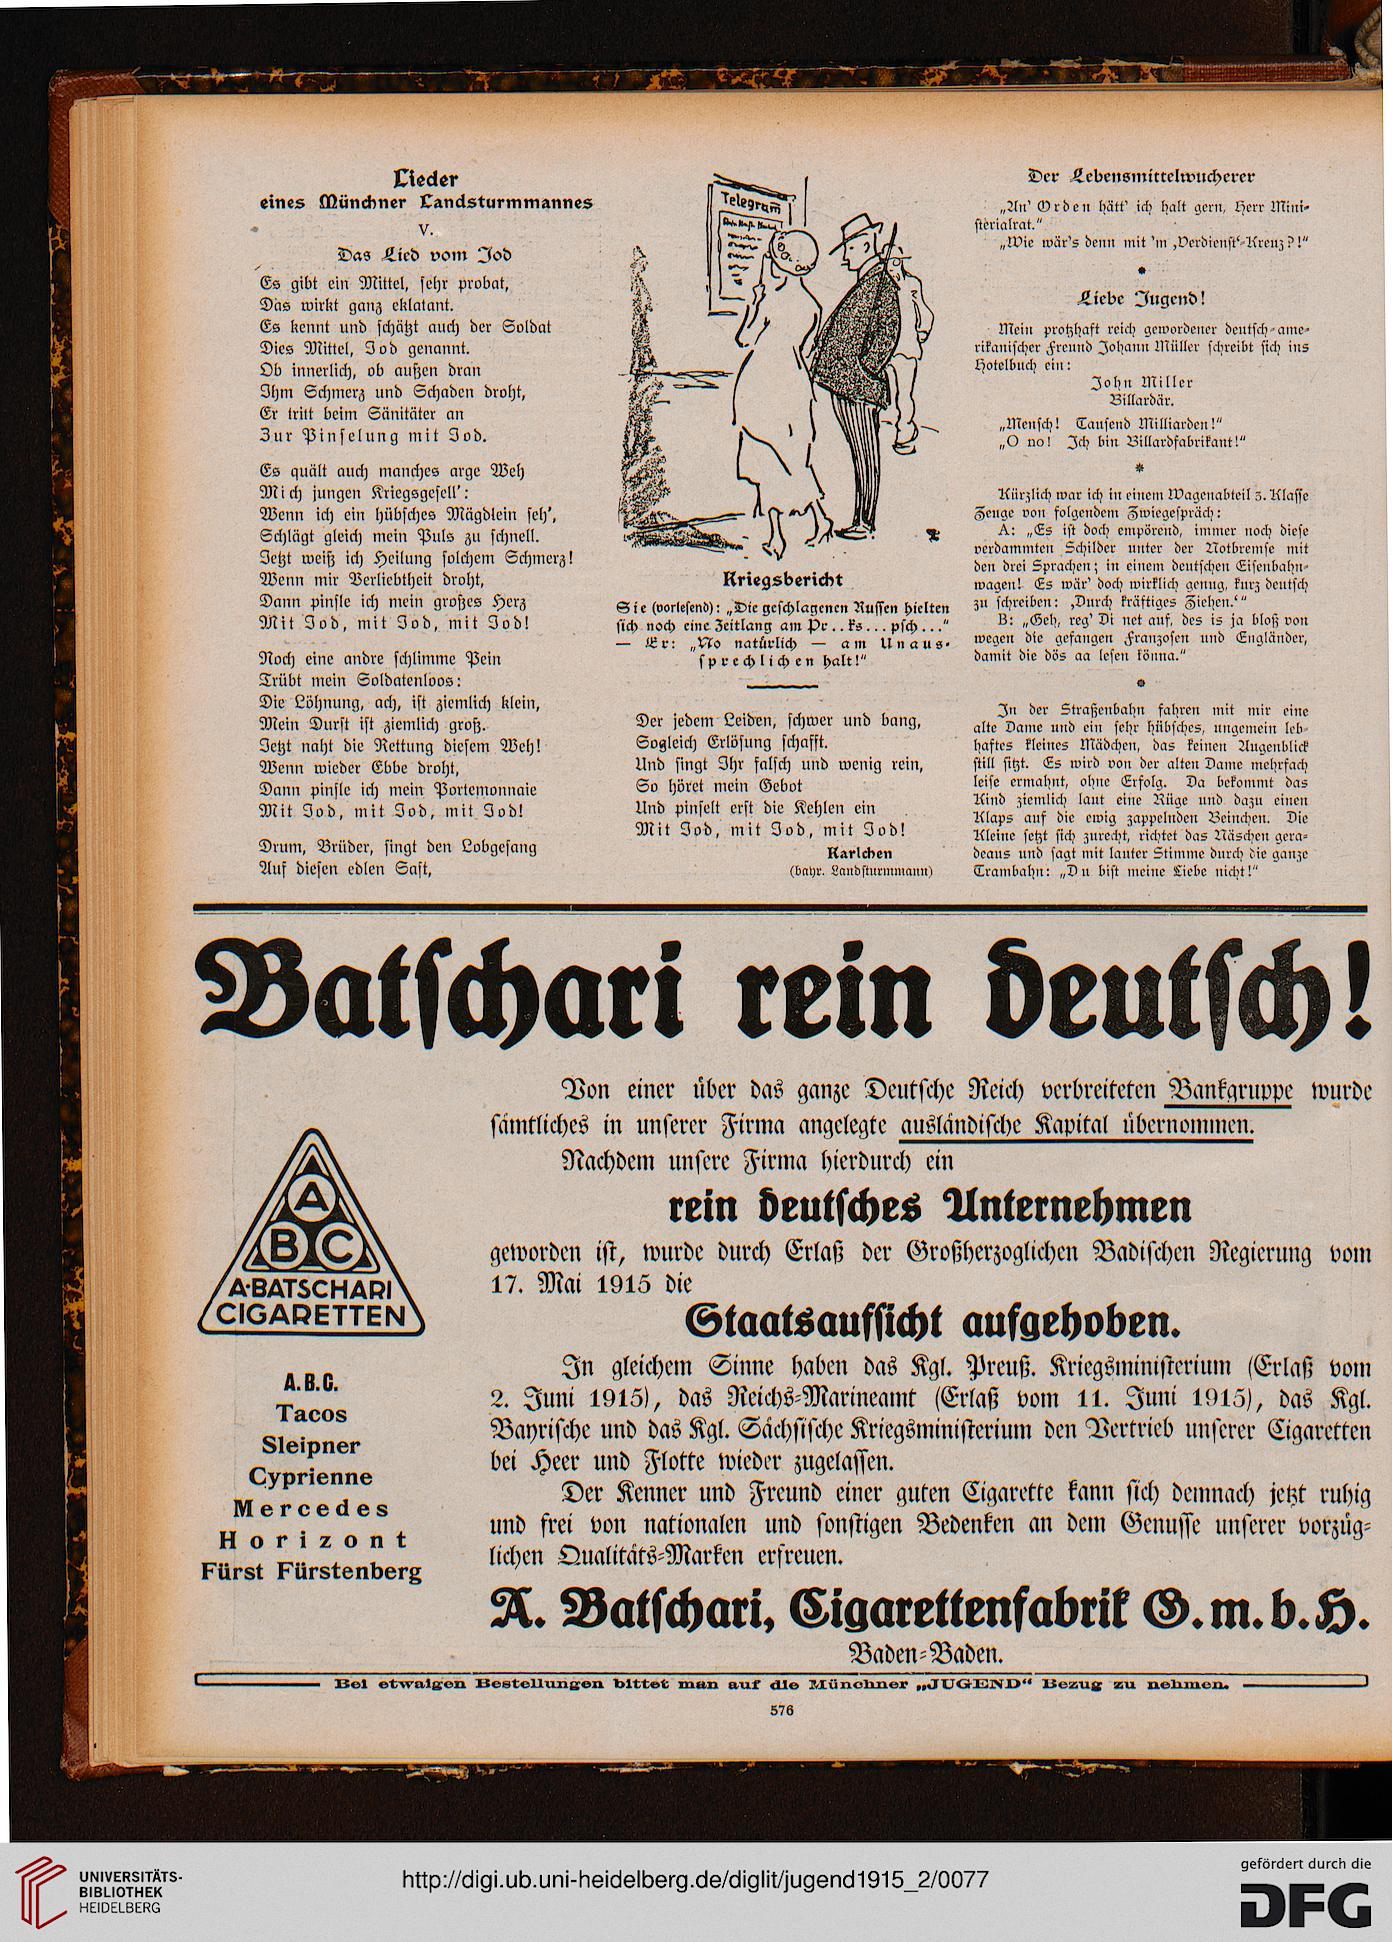 Lieder
eines Münchner Landsturmmannes
V.
Das Lied vom Jod
Es gibt ein Mittel, sehr probat,
Das wirkt ganz eklatant.
Es kennt und schätzt auch der Soldat
Dies Mittel, Jod genannt.
Ob innerlich, ob außen dran
Ihm Schmerz und Schaden droht,
Er tritt beim Sänitäter an
Zur Pinselung mit Jod.
Es quält auch manches arge Weh
Mich jungen Kriegsgesell':
Wenn ich ein hübsches Mägdlein seh',
Schlägt gleich mein Puls zu schnell.
Jetzt weiß ich Heilung solchem Schmerz!
Wenn mir Verliebtheit droht,
Dann pinsle ich mein großes Herz
Mit Jod, mit Jod, mit Jod!
Noch eine andre schlimme Pein
Trübt mein Soldatenloos:
Die Löhnung, ach, ist ziemlich klein,
Mein Durst ist ziemlich groß.
Jetzt naht die Rettung diesem Weh!
Wenn wieder Ebbe droht,
Dann pinsle ich mein Portemonnaie
Mit Jod, mit Jod, mit Jod!
Drum, Brüder, singt den Lobgesang
Auf diesen edlen Saft,
Telegramm
Kriegsbericht
Sie (vorlesend): „Die geschlagenen Russen hielten
sich noch eine Zeitlang am Pr..ks...psch..."
— Er: „No natürlich — am Unaus-
sprechlichen halt!"
Der jedem Leiden, schwer und bang,
Sogleich Erlösung schafft.
Und singt Ihr falsch und wenig rein,
So höret mein Gebot
Und pinselt erst die Kehlen ein
Mit Jod, mit Jod, mit Jod!
Karlchen
(bayr. Landsturmmann)
Der Lebensmittelwucherer
„An' Orden hätt' ich halt gern, Herr Mini-
sterialrat."
„Wie wär's denn mit 'm ‚Verdienst'-Kreuz?!"
*
Liebe Jugend!
Mein protzhaft reich gewordener deutsch-ame-
rikanischer Freund Johann Müller schreibt sich ins
Hotelbuch ein:
John Miller
Billardär.
„Mensch! Tausend Milliarden!"
„O no! Ich bin Billardfabrikant!"
*
Kürzlich war ich in einem Wagenabteil 3. Klasse
Zeuge von folgendem Zwiegespräch:
A: „Es ist doch empörend, immer noch diese
verdammten Schilder unter der Notbremse mit
den drei Sprachen; in einem deutschen Eisenbahn-
wagen! Es wär' doch wirklich genug, kurz deutsch
zu schreiben: ‚Durch kräftiges Ziehen.'"
B: „Geh, reg' Di net auf, des is ja bloß von
wegen die gefangen Franzosen und Engländer,
damit die dös aa lesen könna."
*
In der Straßenbahn fahren mit mir eine
alte Dame und ein sehr hübsches, ungemein leb-
haftes kleines Mädchen, das keinen Augenblick
still sitzt. Es wird von der alten Dame mehrfach
leise ermahnt, ohne Erfolg. Da bekommt das
Kind ziemlich laut eine Rüge und dazu einen
Klaps auf die ewig zappelnden Beinchen. Die
Kleine setzt sich zurecht, richtet das Näschen gera-
deaus und sagt mit lauter Stimme durch die ganze
Trambahn: „Du bist meine Liebe nicht!"
Batschari rein deutsch!
Von einer über das ganze Deutsche Reich verbreiteten Bankgruppe wurde
sämtliches in unserer Firma angelegte ausländische Kapital übernommen.
Nachdem unsere Firma hierdurch ein
rein deutsches Unternehmen
geworden ist, wurde durch Erlaß der Großherzoglichen Badischen Regierung vom
17. Mai 1915 die
Staatsaufsicht aufgehoben.
In gleichem Sinne haben das Kgl. Preuß. Kriegsministerium (Erlaß vom
2. Juni 1915), das Reichs-Marineamt (Erlaß vom 11. Juni 1915), das Kgl.
Bayrische und das Kgl. Sächsische Kriegsministerium den Vertrieb unserer Cigaretten
bei Heer und Flotte wieder zugelassen.
Der Kenner und Freund einer guten Cigarette kann sich demnach jetzt ruhig
und frei von nationalen und sonstigen Bedenken an dem Genusse unserer vorzüg-
lichen Qualitäts-Marken erfreuen.
A. Batschari, Cigarettenfabrik G.m.b.H.
Baden-Baden.
A
B C
A·BATSCHARI
CIGARETTEN
A.B.C.
Tacos
Sleipner
Cyprienne
Mercedes
Horizont
Fürst Fürstenberg
Bei etwaigen Bestellungen bittet man auf die Münchner „JUGEND" Bezug zu nehmen.
576
UNIVERSITÄTS-
BIBLIOTHEK
HEIDELBERG
http://digi.ub.uni-heidelberg.de/diglit/jugend1915_2/0077
gefördert durch die
DFG